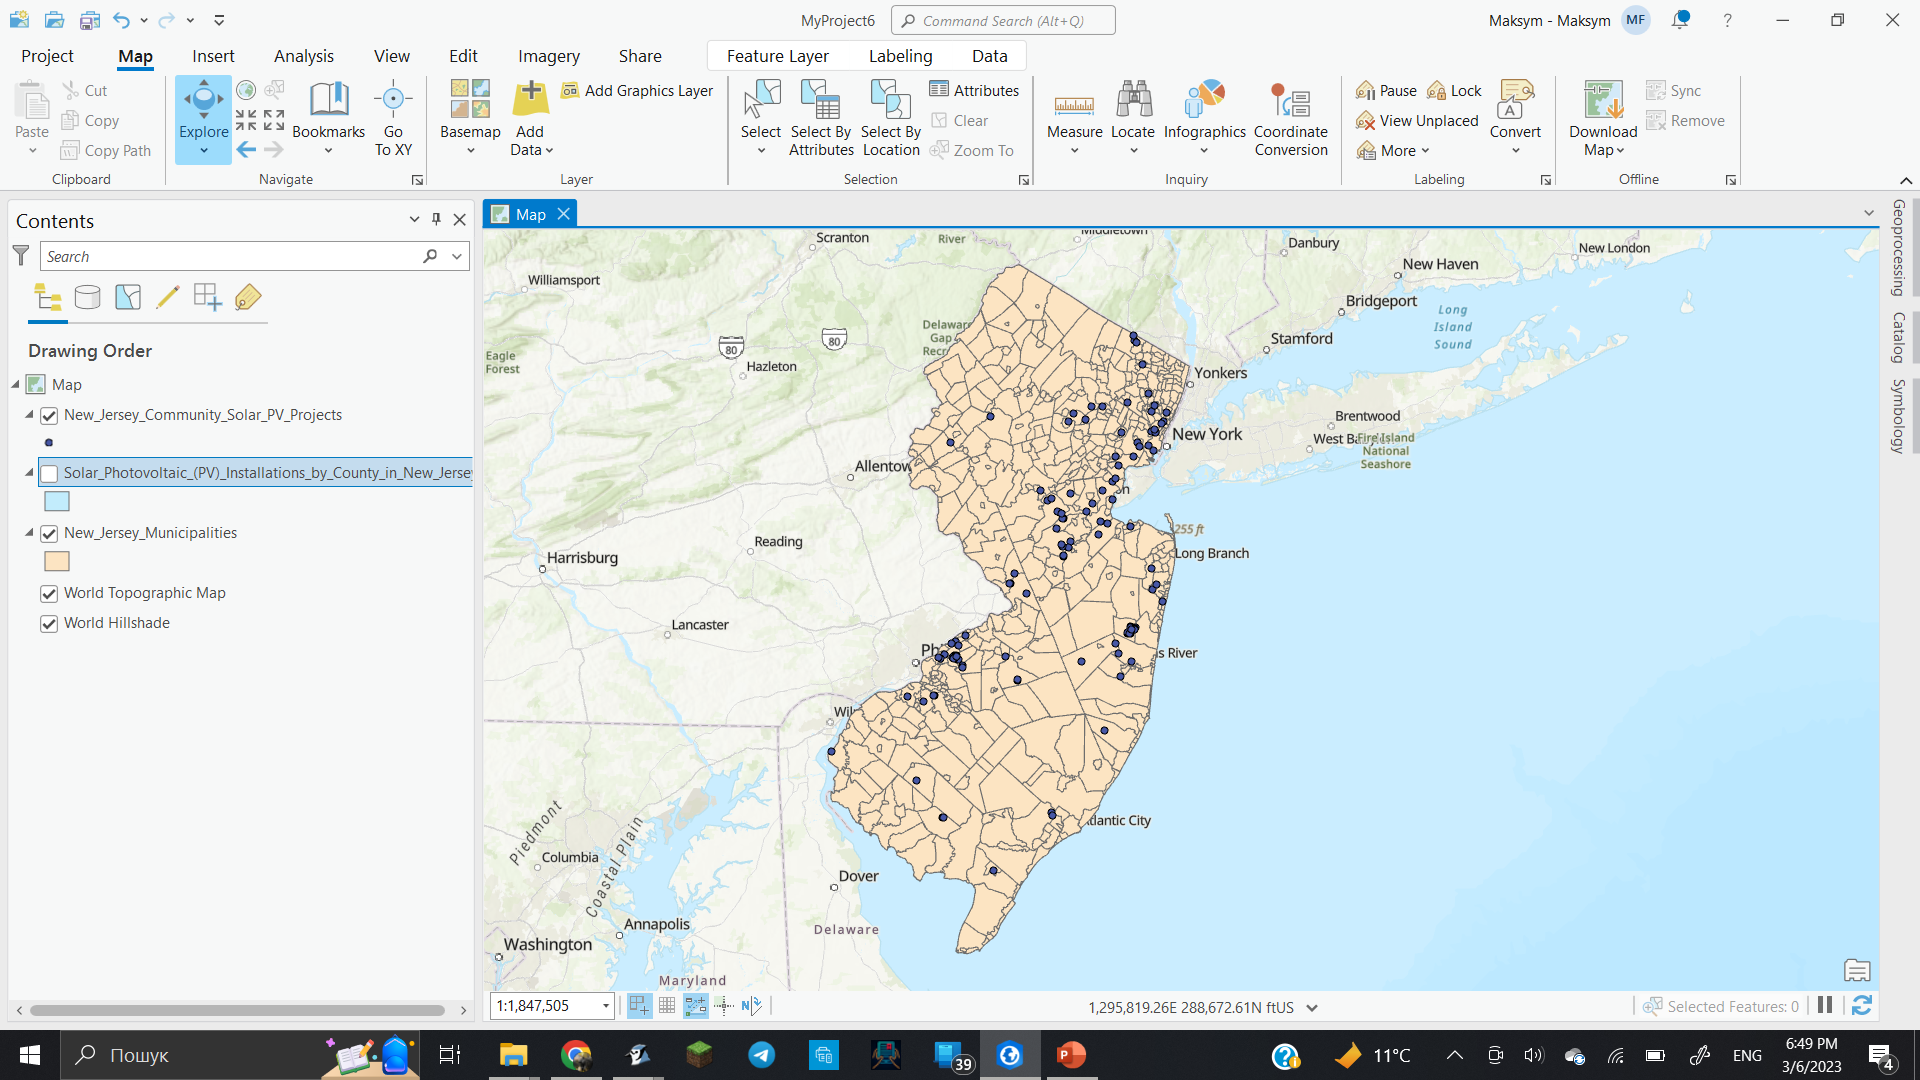 MyProject6
Command Search (Alt+Q)
Maksym - Maksym
MF
?
Project
Map
Insert
Analysis
View
Edit
Imagery
Share
Feature Layer
Labeling
Data
Paste
Cut
Copy
Copy Path
Clipboard
Explore
Bookmarks
Go
To XY
Navigate
Basemap
Add
Data
Add Graphics Layer
Layer
Select
Select By
Attributes
Select By
Location
Attributes
Clear
Zoom To
Selection
Measure
Locate
Infographics
Coordinate
Conversion
Inquiry
Pause
Lock
View Unplaced
More
Convert
Labeling
Download
Map
Sync
Remove
Offline
Contents
Search
Drawing Order
Map
New_Jersey_Community_Solar_PV_Projects
Solar_Photovoltaic_(PV)_Installations_by_County_in_New_Jersey
New_Jersey_Municipalities
World Topographic Map
World Hillshade
Map
Scranton
River
Middletown
Danbury
New London
New Haven
Williamsport
Bridgeport
Long
Island
Sound
Delaware
Gap
Recr
80
80
Stamford
Eagle
Forest
Hazleton
Yonkers
Brentwood
New York
West Ba
Fire Island
National
Seashore
Allentow
on
255 ft
Reading
Long Branch
Harrisburg
Lancaster
Ph
s River
Wil
Atlantic City
Piedmont
Coastal Plain
Columbia
Dover
Annapolis
Delaware
Washington
Maryland
Geoprocessing
Catalog
Symbology
1:1,847,505
1,295,819.26E 288,672.61N ftUS
Selected Features: 0
Пошук
39
11°C
ENG
6:49 PM
3/6/2023
4